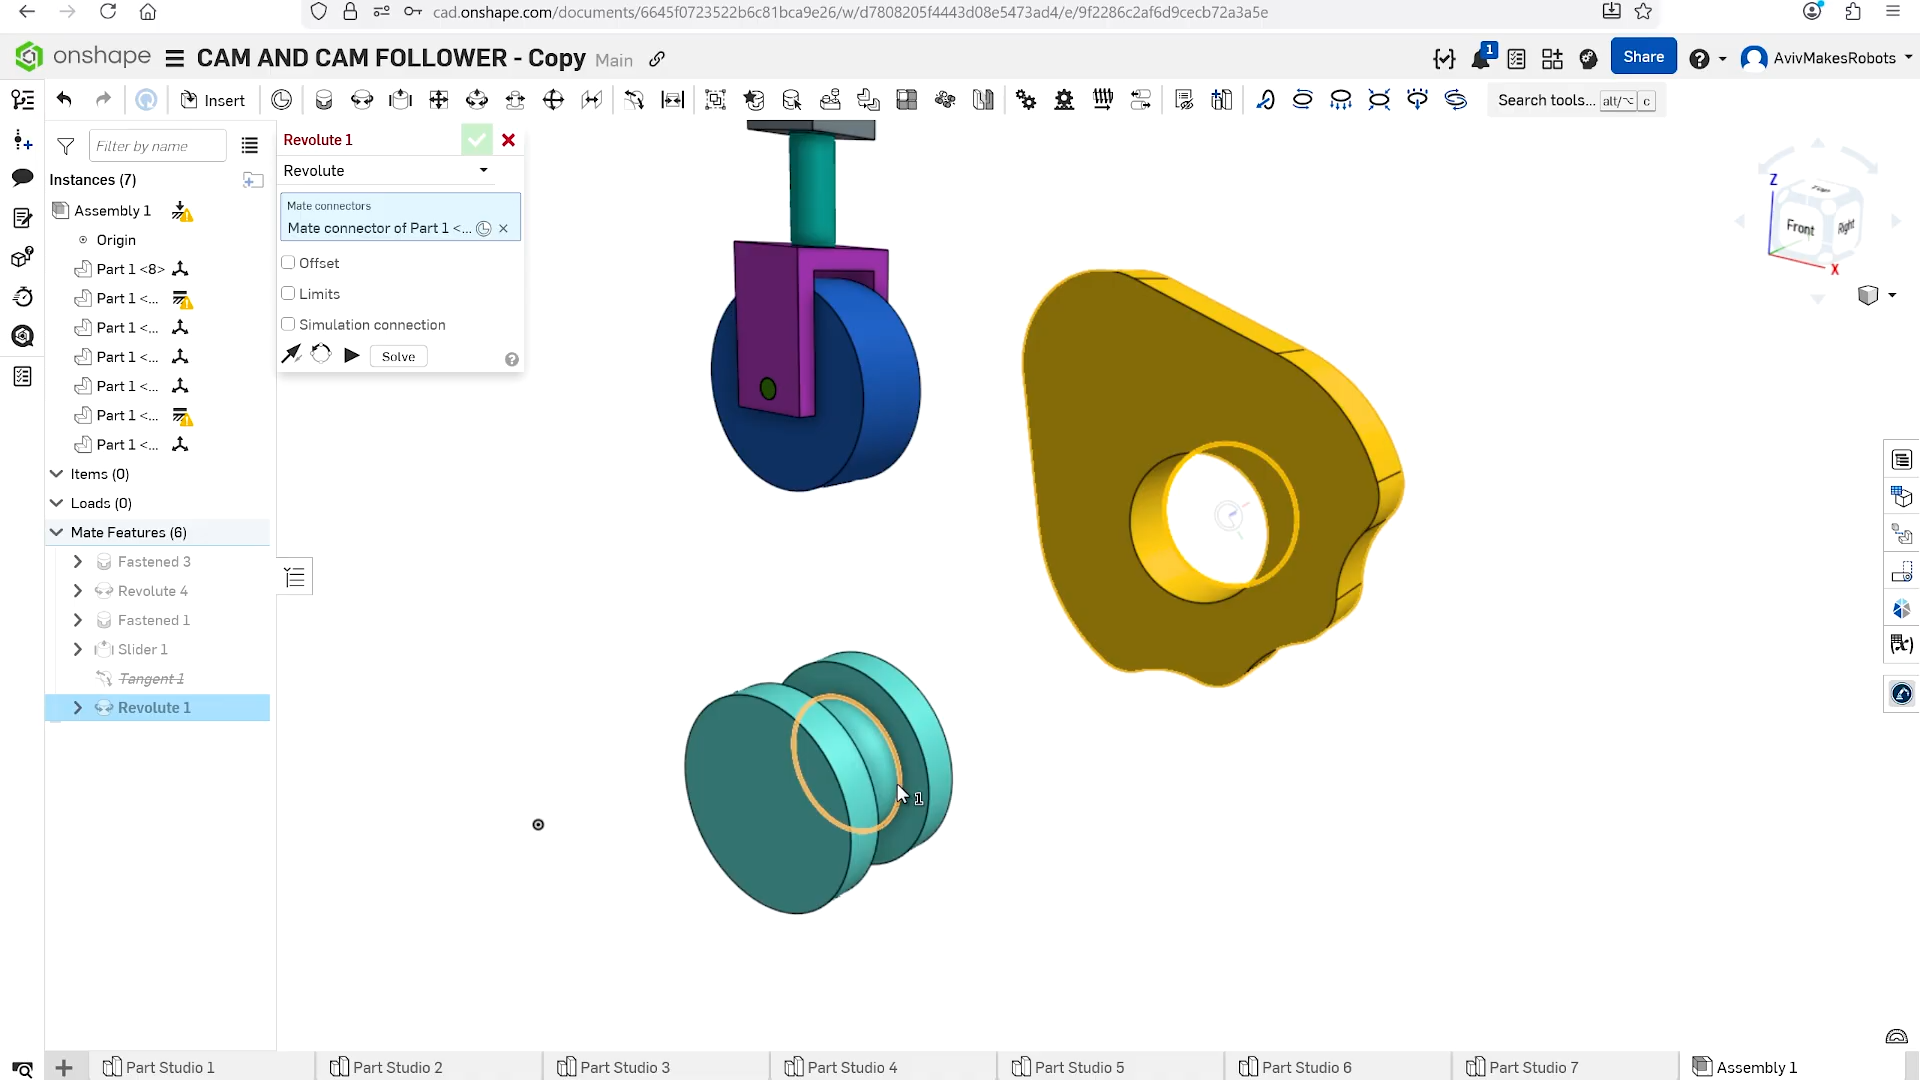 cad.onshape.com/documents/6645f0723522b6c81bca9e26/w/d7808205f4443d08e5473ad4/e/9f2286c2af6d9cecb72a3a5e
onshape CAM AND CAM FOLLOWER - Copy Main
1 Share AvivMakesRobots
Insert Search tools... alt/⌥ c
Filter by name
Instances (7)
Assembly 1
Origin
Part 1 <8>
Part 1 <...
Part 1 <...
Part 1 <...
Part 1 <...
Part 1 <...
Part 1 <...
Items (0)
Loads (0)
Mate Features (6)
Fastened 3
Revolute 4
Fastened 1
Slider 1
Tangent 1
Revolute 1
Revolute 1
Revolute
Mate connectors
Mate connector of Part 1 <...
Offset
Limits
Simulation connection
Solve
1
Z
Top
Front
Right
X
Part Studio 1
Part Studio 2
Part Studio 3
Part Studio 4
Part Studio 5
Part Studio 6
Part Studio 7
Assembly 1